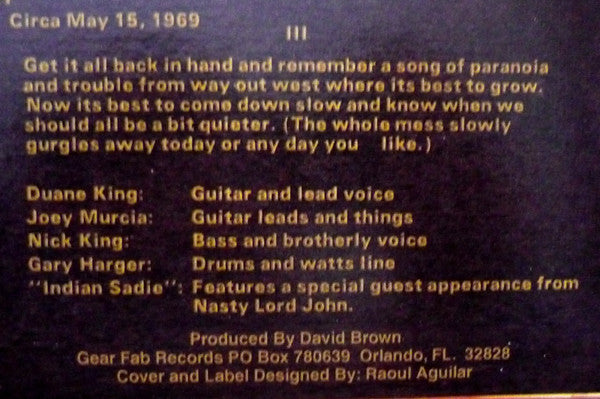 Circa May 15, 1969
III
Get it all back in hand and remember a song of paranoia
and trouble from way out west where its best to grow.
Now its best to come down slow and know when we
should all be a bit quieter. (The whole mess slowly
gurgles away today or any day you like.)
Duane King: Guitar and lead voice
Joey Murcia: Guitar leads and things
Nick King: Bass and brotherly voice
Gary Harger: Drums and watts line
"Indian Sadie": Features a special guest appearance from
Nasty Lord John.
Produced By David Brown
Gear Fab Records PO Box 780639 Orlando, FL. 32828
Cover and Label Designed By: Raoul Aguilar